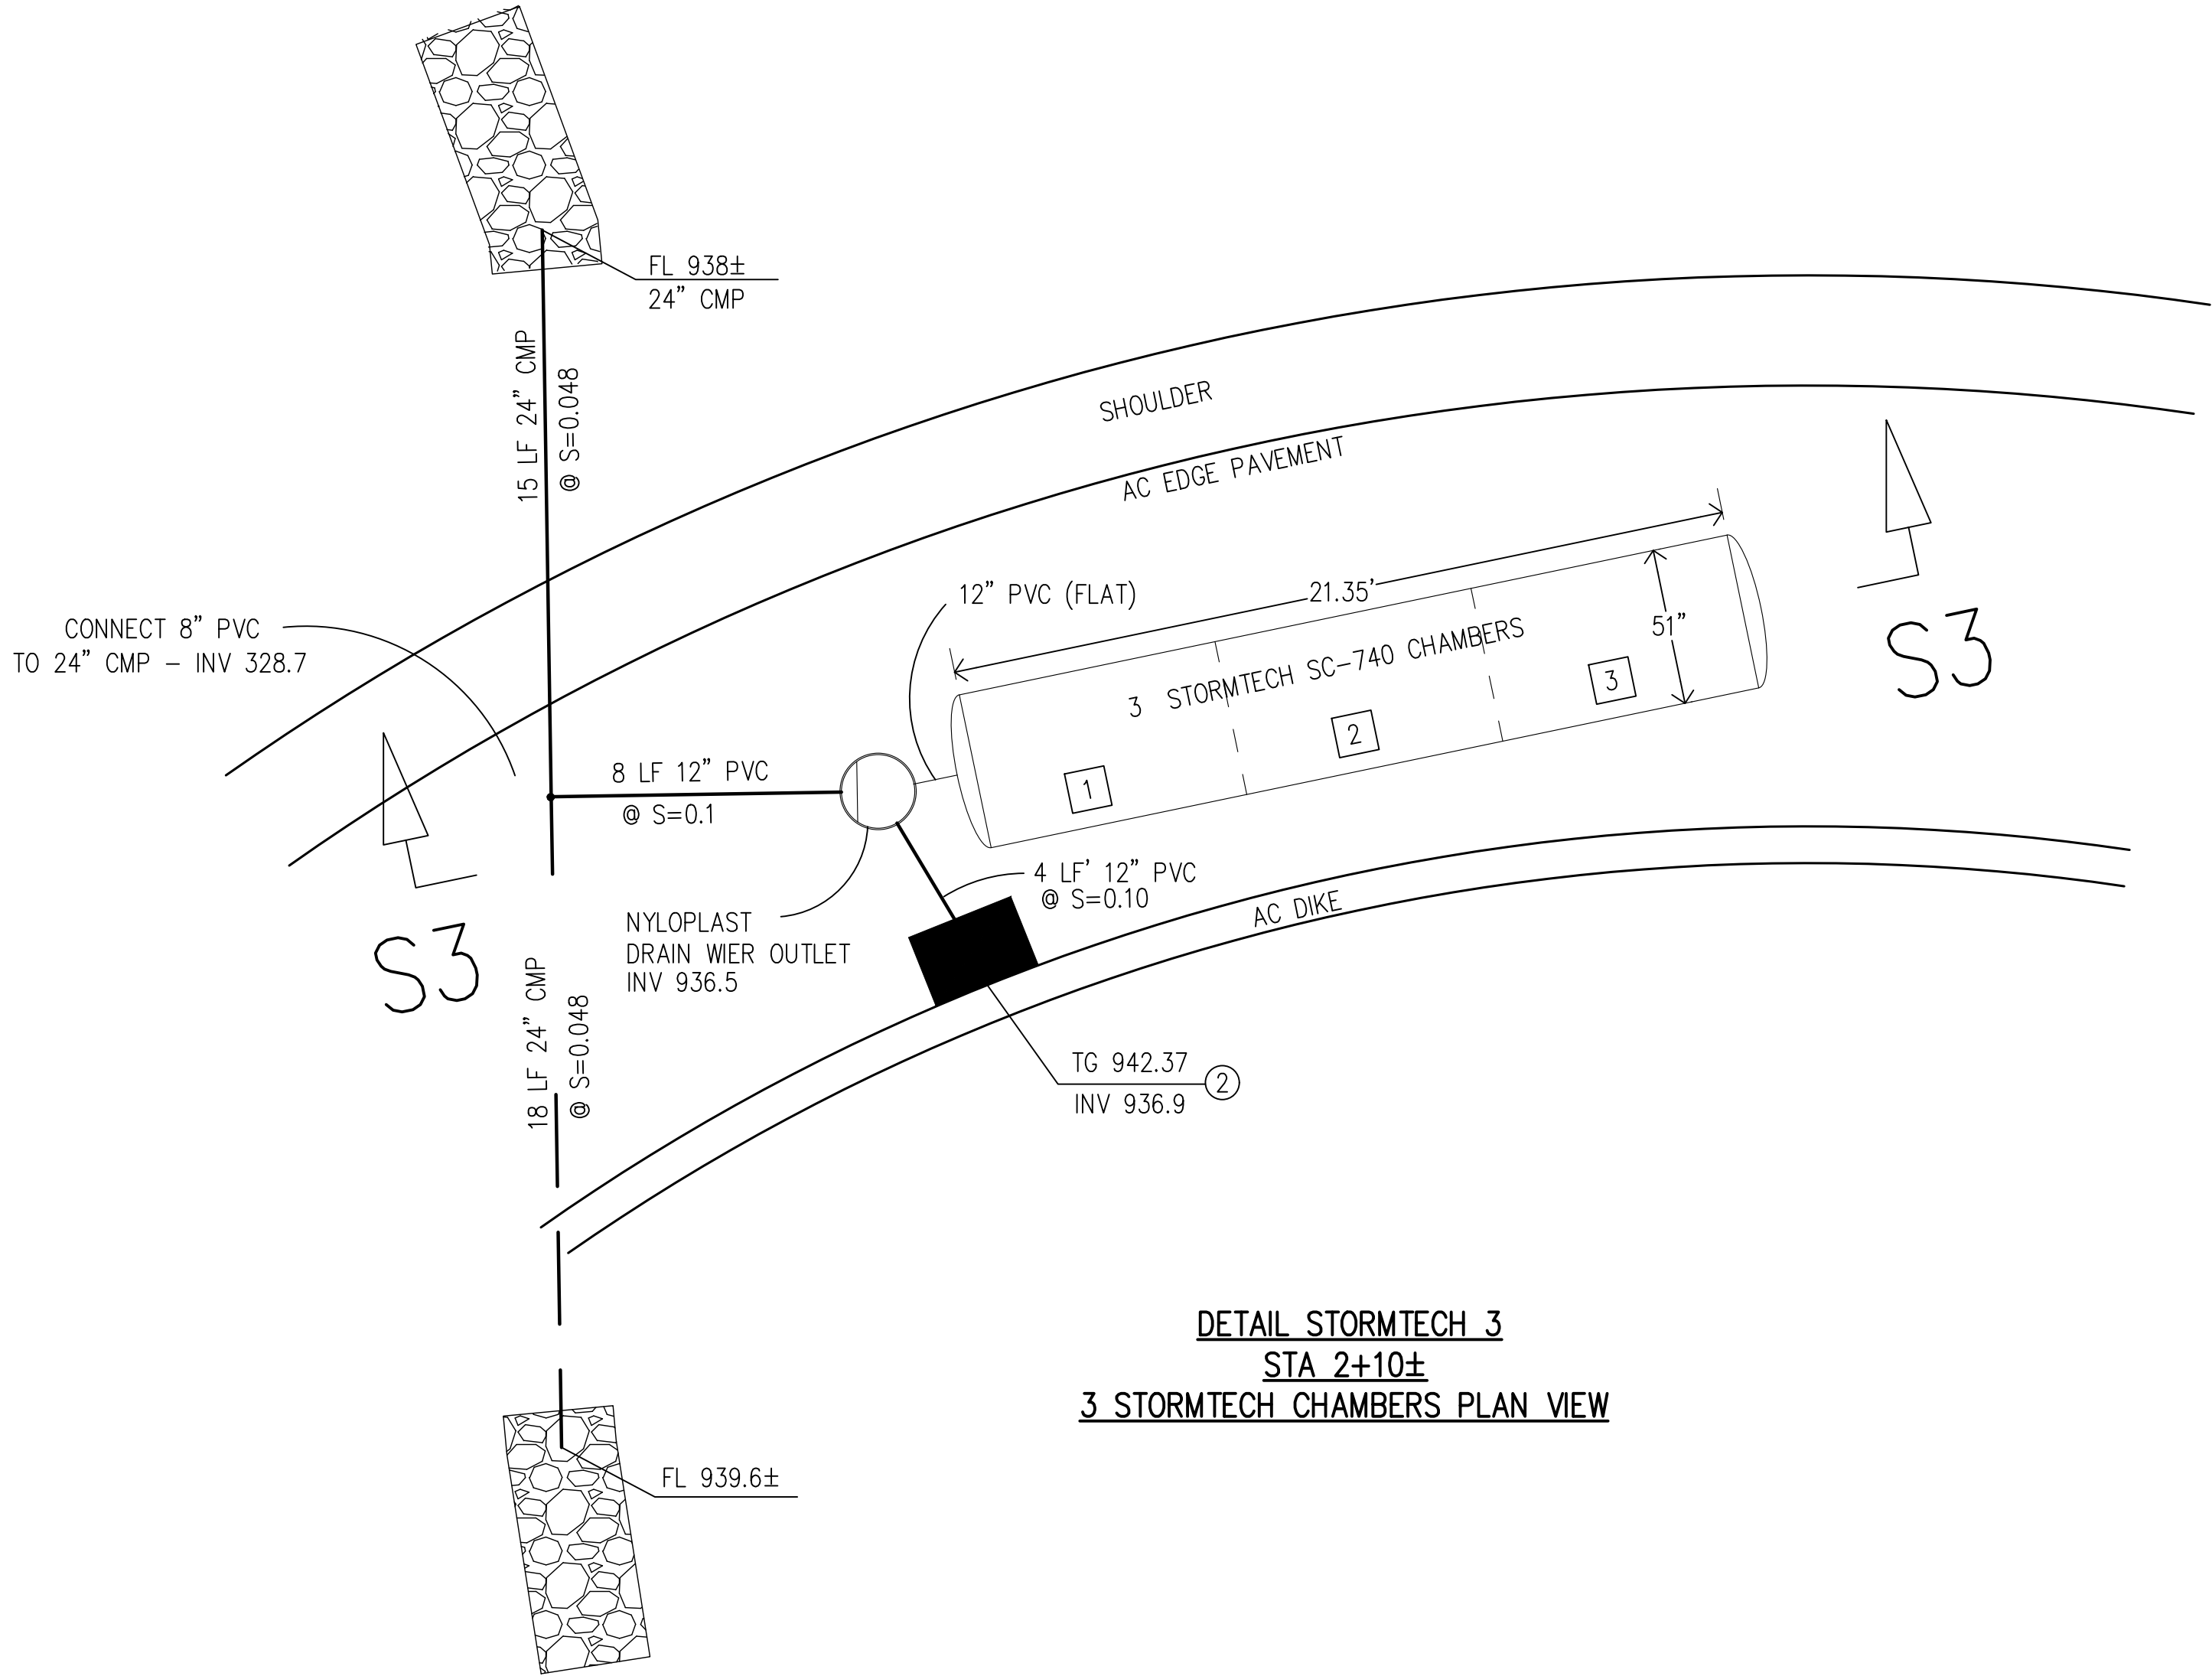 FL 938±
24” CMP
15 LF 24” CMP
@ S=0.048
SHOULDER
AC EDGE PAVEMENT
12” PVC (FLAT)
21.35’
51”
3 STORMTECH SC-740 CHAMBERS
1
2
3
S3
CONNECT 8” PVC
TO 24” CMP – INV 328.7
8 LF 12” PVC
@ S=0.1
4 LF’ 12” PVC
@ S=0.10
NYLOPLAST
DRAIN WIER OUTLET
INV 936.5
AC DIKE
S3
18 LF 24” CMP
@ S=0.048
TG 942.37
INV 936.9
2
FL 939.6±
DETAIL STORMTECH 3
STA 2+10±
3 STORMTECH CHAMBERS PLAN VIEW